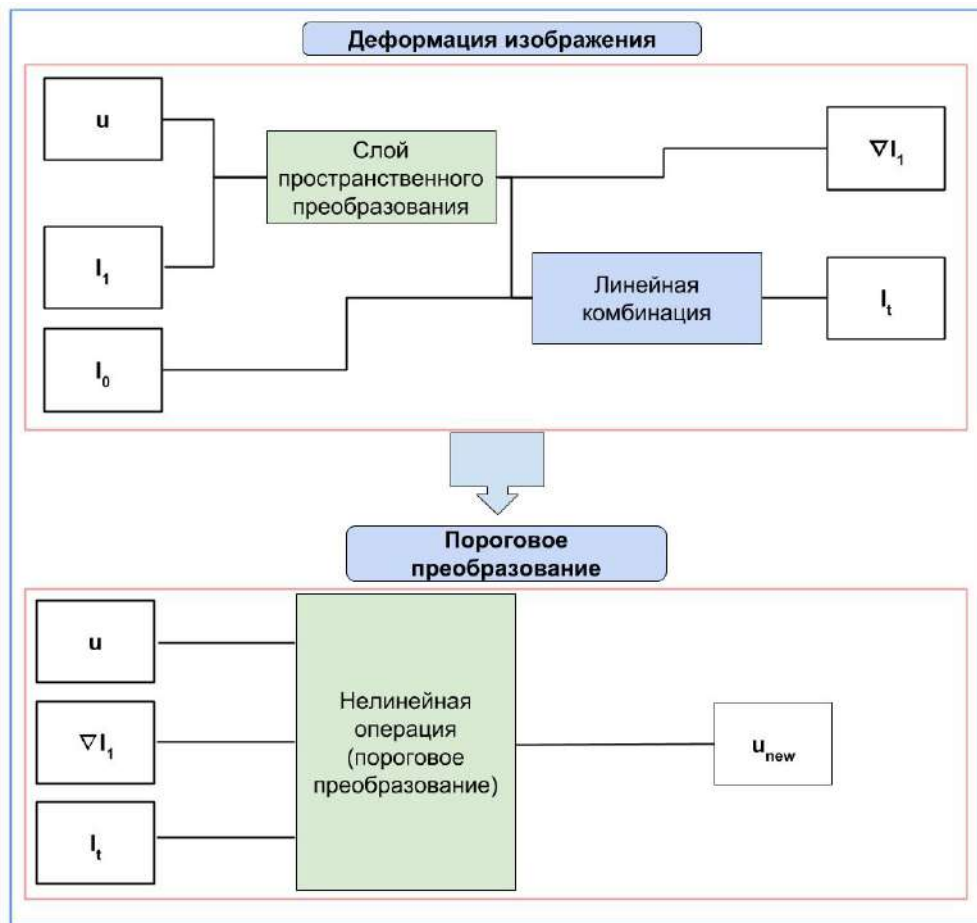 Деформация изображения
u
Слой
пространственного
преобразования
∇I₁
I₁
Линейная
комбинация
Iₜ
I₀
Пороговое
преобразование
u
∇I₁
Iₜ
Нелинейная
операция
(пороговое
преобразование)
u_new